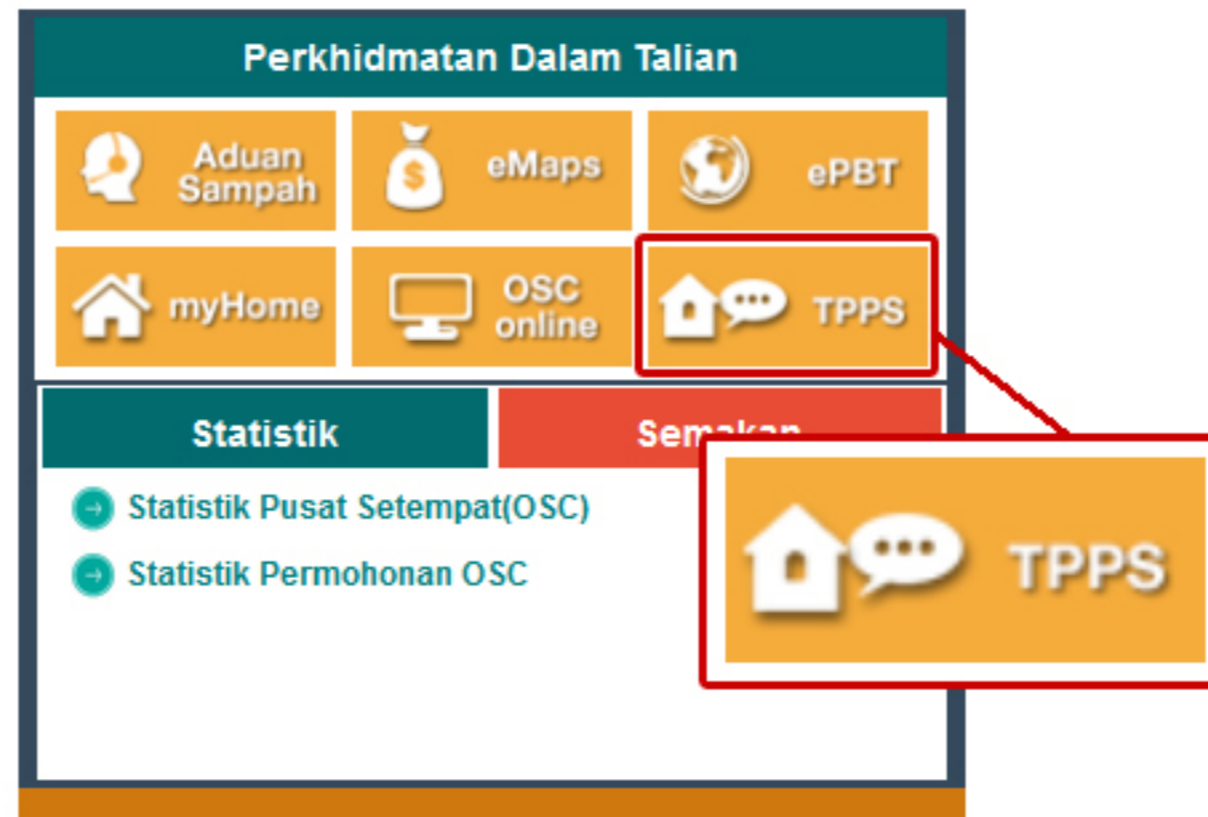 Perkhidmatan Dalam Talian
Aduan
Sampah
eMaps
ePBT
myHome
OSC
online
TPPS
Statistik
Semakan
Statistik Pusat Setempat(OSC)
Statistik Permohonan OSC
TPPS